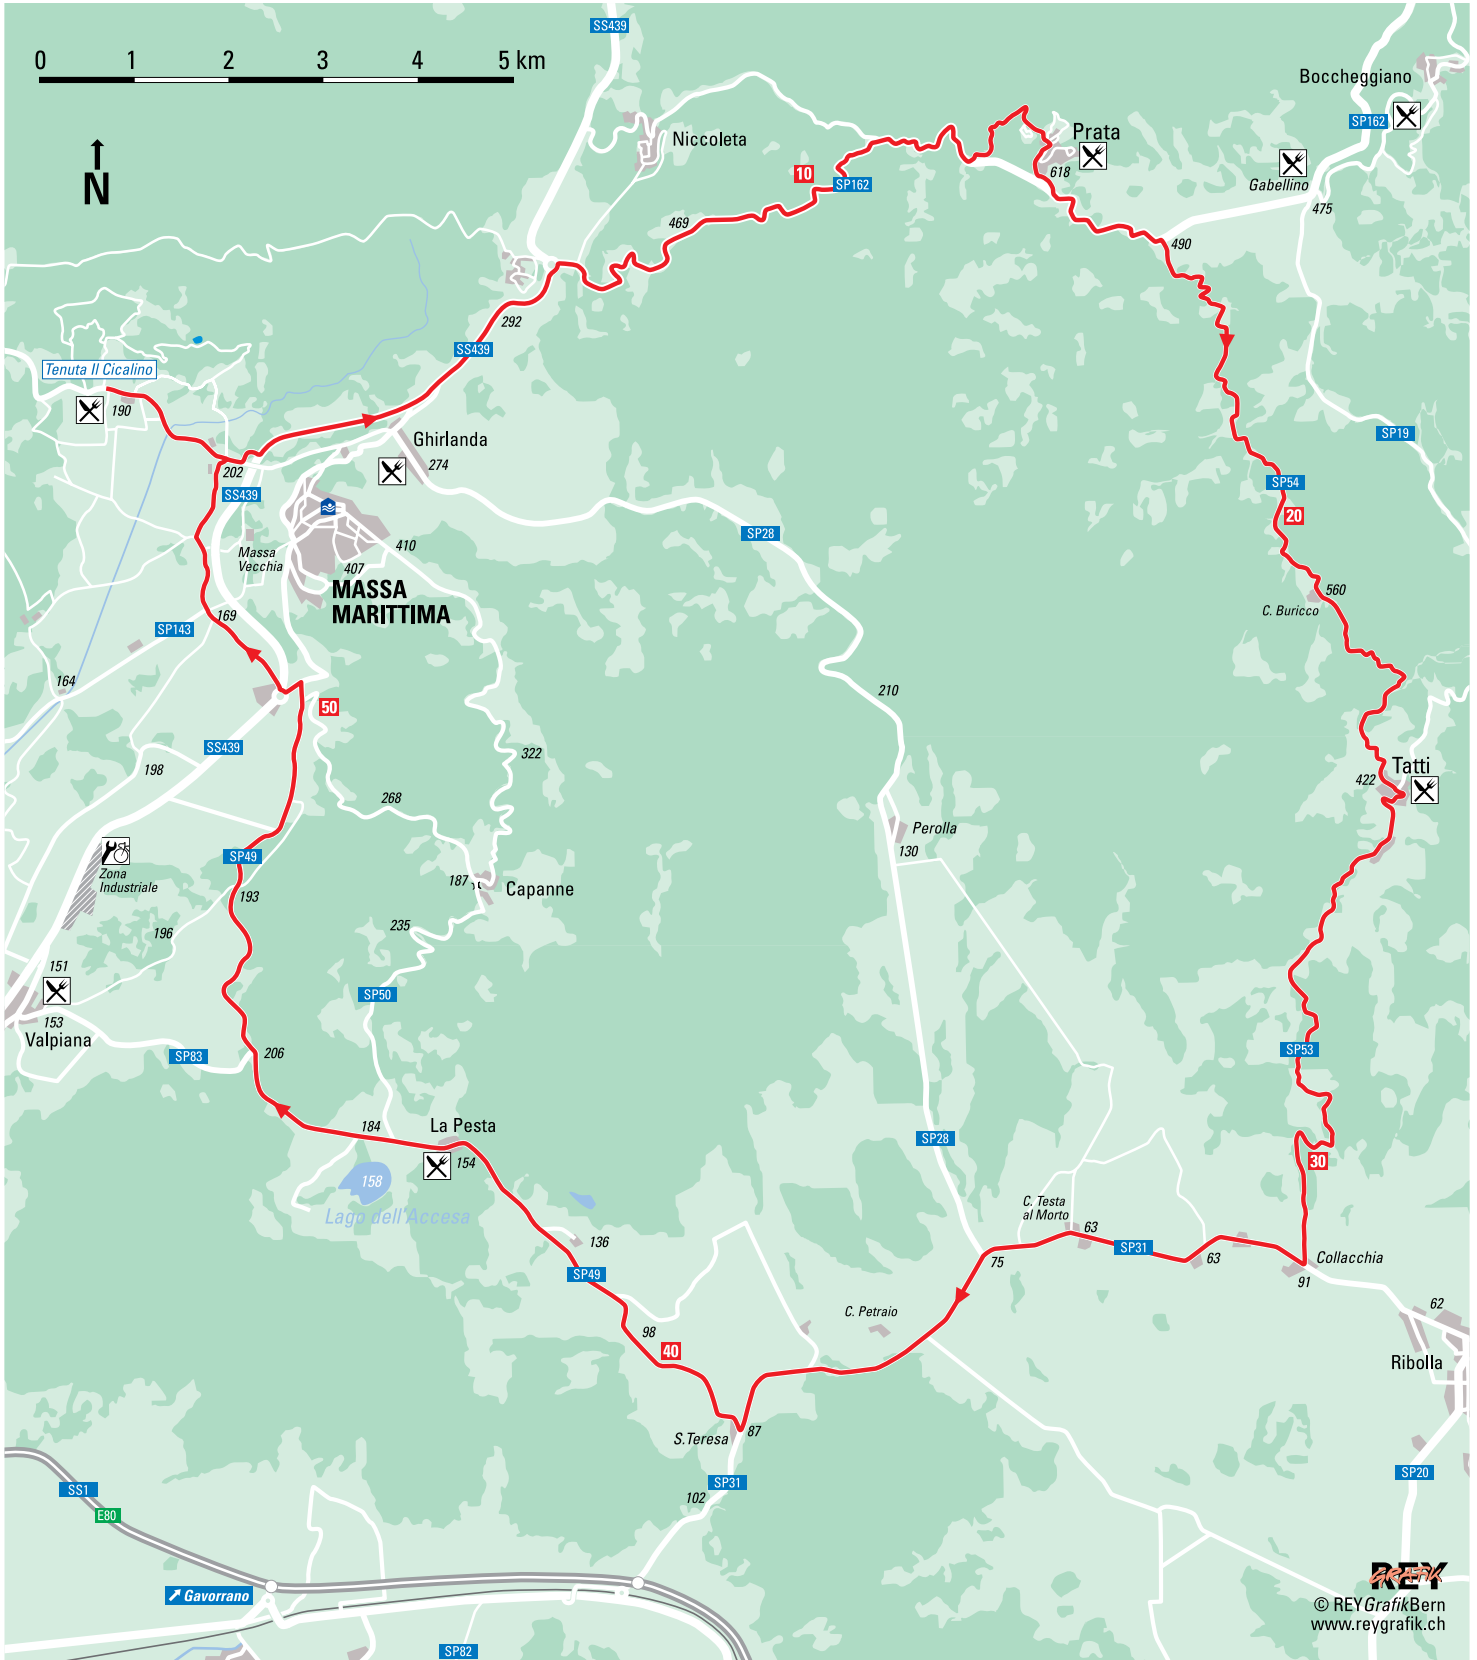 SS439
0 1 2 3 4 5 km
Boccheggiano
SP162
Niccoleta
Prata
N
10
SP162
618
Gabellino
475
469
490
292
SS439
Tenuta Il Cicalino
190
Ghirlanda
274
SP19
202
SS439
SP54
20
SP28
Massa
Vecchia
410
407
MASSA
MARITTIMA
560
C. Buricco
169
SP143
164
210
50
SS439
322
198
268
Tatti
422
Perolla
130
SP49
Zona
Industriale
187
Capanne
193
196
235
151
SP50
153
Valpiana
SP83
206
SP53
La Pesta
184
154
SP28
30
158
Lago dell'Accesa
C. Testa
al Morto
63
SP31
63
Collacchia
91
136
75
SP49
62
C. Petraio
98
40
Ribolla
S.Teresa
87
SP31
SP20
102
SS1
E80
Gavorrano
REY
GRAFIK
© REYGrafikBern
www.reygrafik.ch
SP82